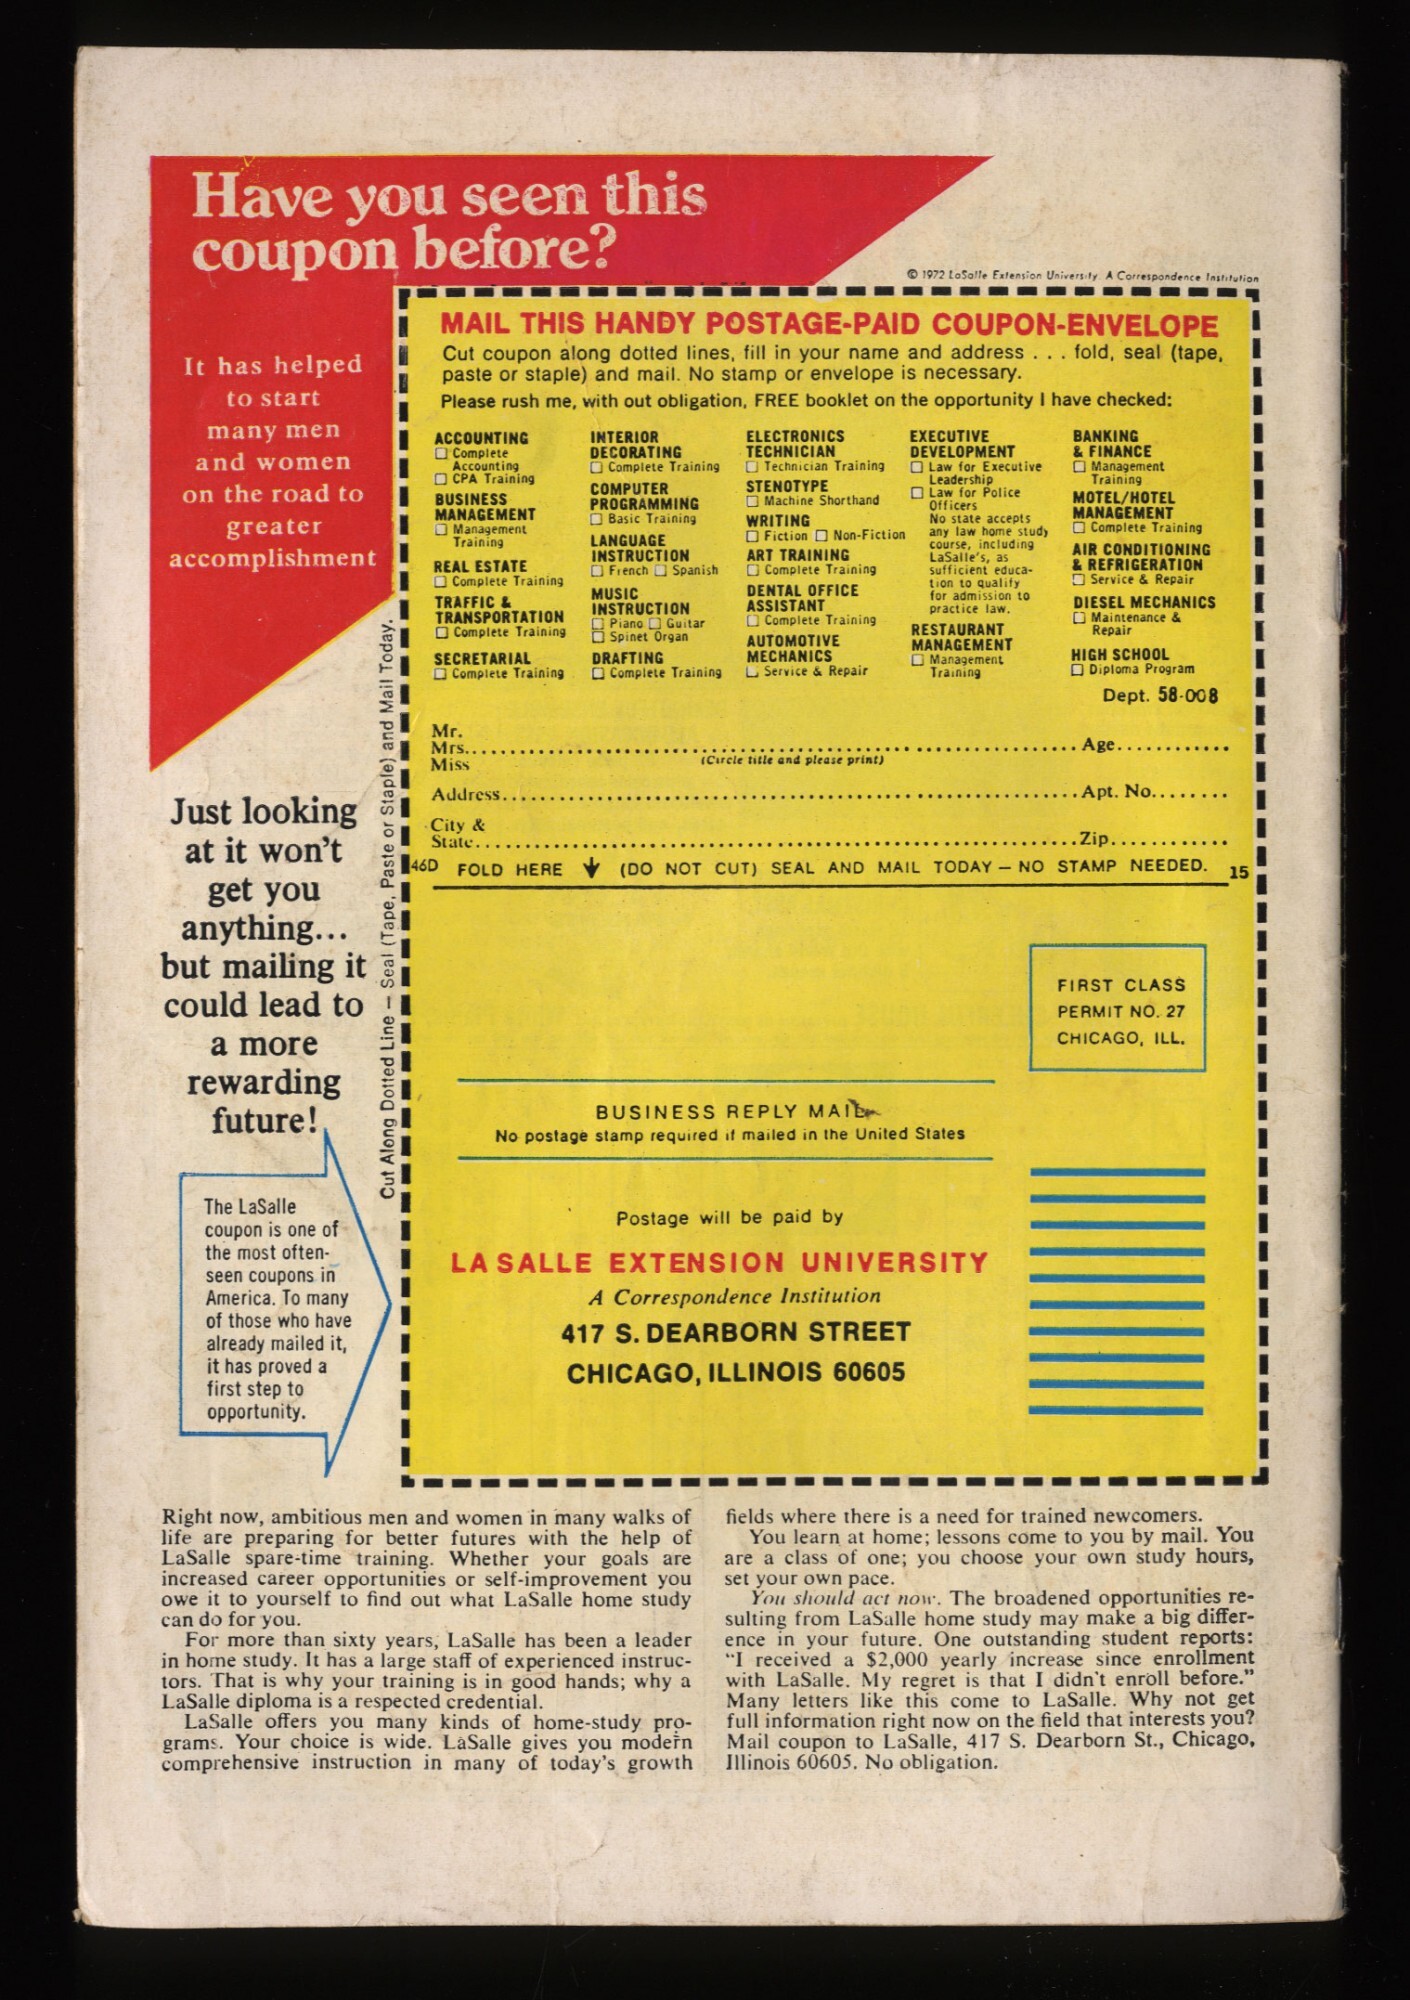 Have you seen this
coupon before?
© 1972 LaSalle Extension University A Correspondence Institution
It has helped
to start
many men
and women
on the road to
greater
accomplishment
Just looking
at it won't
get you
anything...
but mailing it
could lead to
a more
rewarding
future!
The LaSalle
coupon is one of
the most often-
seen coupons in
America. To many
of those who have
already mailed it,
it has proved a
first step to
opportunity.
Cut Along Dotted Line – Seal (Tape, Paste or Staple) and Mail Today.
MAIL THIS HANDY POSTAGE-PAID COUPON-ENVELOPE
Cut coupon along dotted lines, fill in your name and address . . . fold, seal (tape,
paste or staple) and mail. No stamp or envelope is necessary.
Please rush me, with out obligation, FREE booklet on the opportunity I have checked:
ACCOUNTING
Complete
Accounting
CPA Training
BUSINESS
MANAGEMENT
Management
Training
REAL ESTATE
Complete Training
TRAFFIC &
TRANSPORTATION
Complete Training
SECRETARIAL
Complete Training
INTERIOR
DECORATING
Complete Training
COMPUTER
PROGRAMMING
Basic Training
LANGUAGE
INSTRUCTION
French Spanish
MUSIC
INSTRUCTION
Piano Guitar
Spinet Organ
DRAFTING
Complete Training
ELECTRONICS
TECHNICIAN
Technician Training
STENOTYPE
Machine Shorthand
WRITING
Fiction Non-Fiction
ART TRAINING
Complete Training
DENTAL OFFICE
ASSISTANT
Complete Training
AUTOMOTIVE
MECHANICS
Service & Repair
EXECUTIVE
DEVELOPMENT
Law for Executive
Leadership
Law for Police
Officers
No state accepts
any law home study
course, including
LaSalle's, as
sufficient educa-
tion to qualify
for admission to
practice law.
RESTAURANT
MANAGEMENT
Management
Training
BANKING
& FINANCE
Management
Training
MOTEL/HOTEL
MANAGEMENT
Complete Training
AIR CONDITIONING
& REFRIGERATION
Service & Repair
DIESEL MECHANICS
Maintenance &
Repair
HIGH SCHOOL
Diploma Program
Dept. 58-008
Mr.
Mrs. Age
Miss
(Circle title and please print)
Address Apt. No.
City &
State Zip
46D FOLD HERE (DO NOT CUT) SEAL AND MAIL TODAY – NO STAMP NEEDED. 15
FIRST CLASS
PERMIT NO. 27
CHICAGO, ILL.
BUSINESS REPLY MAIL
No postage stamp required if mailed in the United States
Postage will be paid by
LA SALLE EXTENSION UNIVERSITY
A Correspondence Institution
417 S. DEARBORN STREET
CHICAGO, ILLINOIS 60605
Right now, ambitious men and women in many walks of
life are preparing for better futures with the help of
LaSalle spare-time training. Whether your goals are
increased career opportunities or self-improvement you
owe it to yourself to find out what LaSalle home study
can do for you.
For more than sixty years, LaSalle has been a leader
in home study. It has a large staff of experienced instruc-
tors. That is why your training is in good hands; why a
LaSalle diploma is a respected credential.
LaSalle offers you many kinds of home-study pro-
grams. Your choice is wide. LaSalle gives you modern
comprehensive instruction in many of today's growth
fields where there is a need for trained newcomers.
You learn at home; lessons come to you by mail. You
are a class of one; you choose your own study hours,
set your own pace.
You should act now. The broadened opportunities re-
sulting from LaSalle home study may make a big differ-
ence in your future. One outstanding student reports:
"I received a $2,000 yearly increase since enrollment
with LaSalle. My regret is that I didn't enroll before."
Many letters like this come to LaSalle. Why not get
full information right now on the field that interests you?
Mail coupon to LaSalle, 417 S. Dearborn St., Chicago,
Illinois 60605. No obligation.